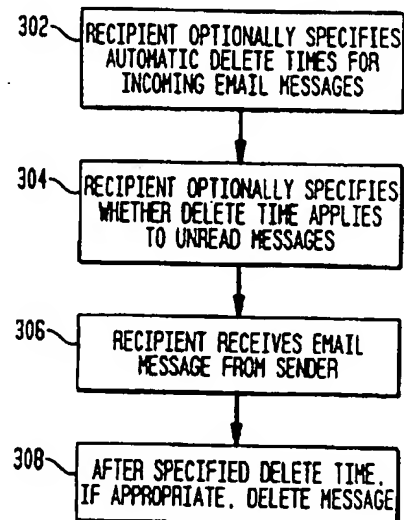 302
RECIPIENT OPTIONALLY SPECIFIES
AUTOMATIC DELETE TIMES FOR
INCOMING EMAIL MESSAGES
304
RECIPIENT OPTIONALLY SPECIFIES
WHETHER DELETE TIME APPLIES
TO UNREAD MESSAGES
306
RECIPIENT RECEIVES EMAIL
MESSAGE FROM SENDER
308
AFTER SPECIFIED DELETE TIME,
IF APPROPRIATE, DELETE MESSAGE